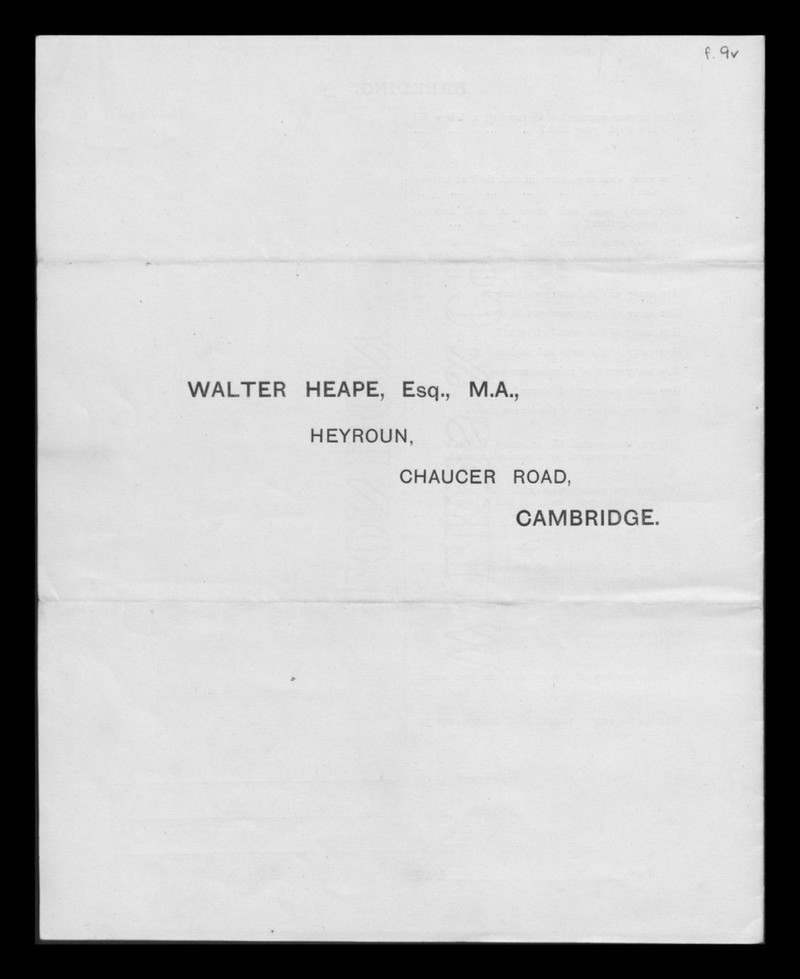 f. 9v
WALTER HEAPE, Esq., M.A.,
HEYROUN,
CHAUCER ROAD,
CAMBRIDGE.